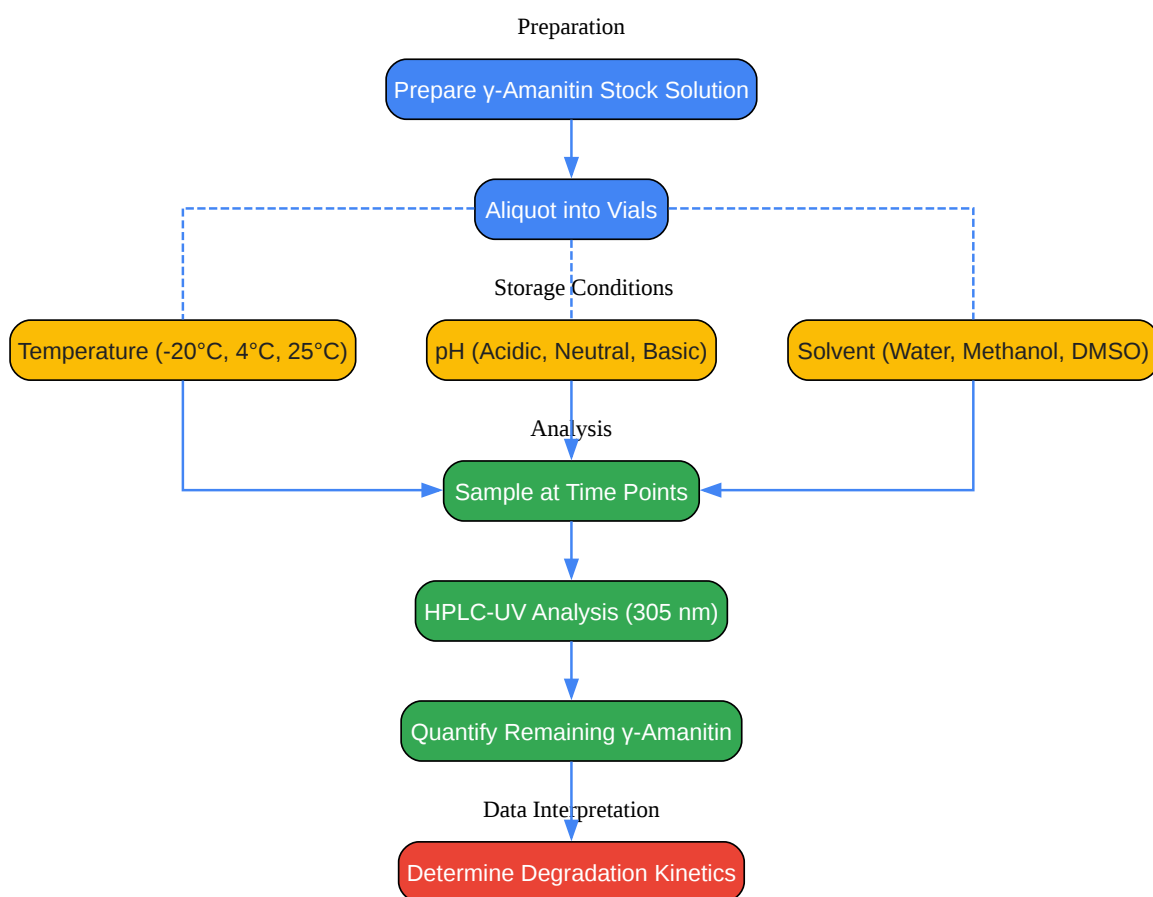 Preparation
Prepare γ-Amanitin Stock Solution
Aliquot into Vials
Storage Conditions
Temperature (-20°C, 4°C, 25°C)
pH (Acidic, Neutral, Basic)
Solvent (Water, Methanol, DMSO)
Analysis
Sample at Time Points
HPLC-UV Analysis (305 nm)
Quantify Remaining γ-Amanitin
Data Interpretation
Determine Degradation Kinetics